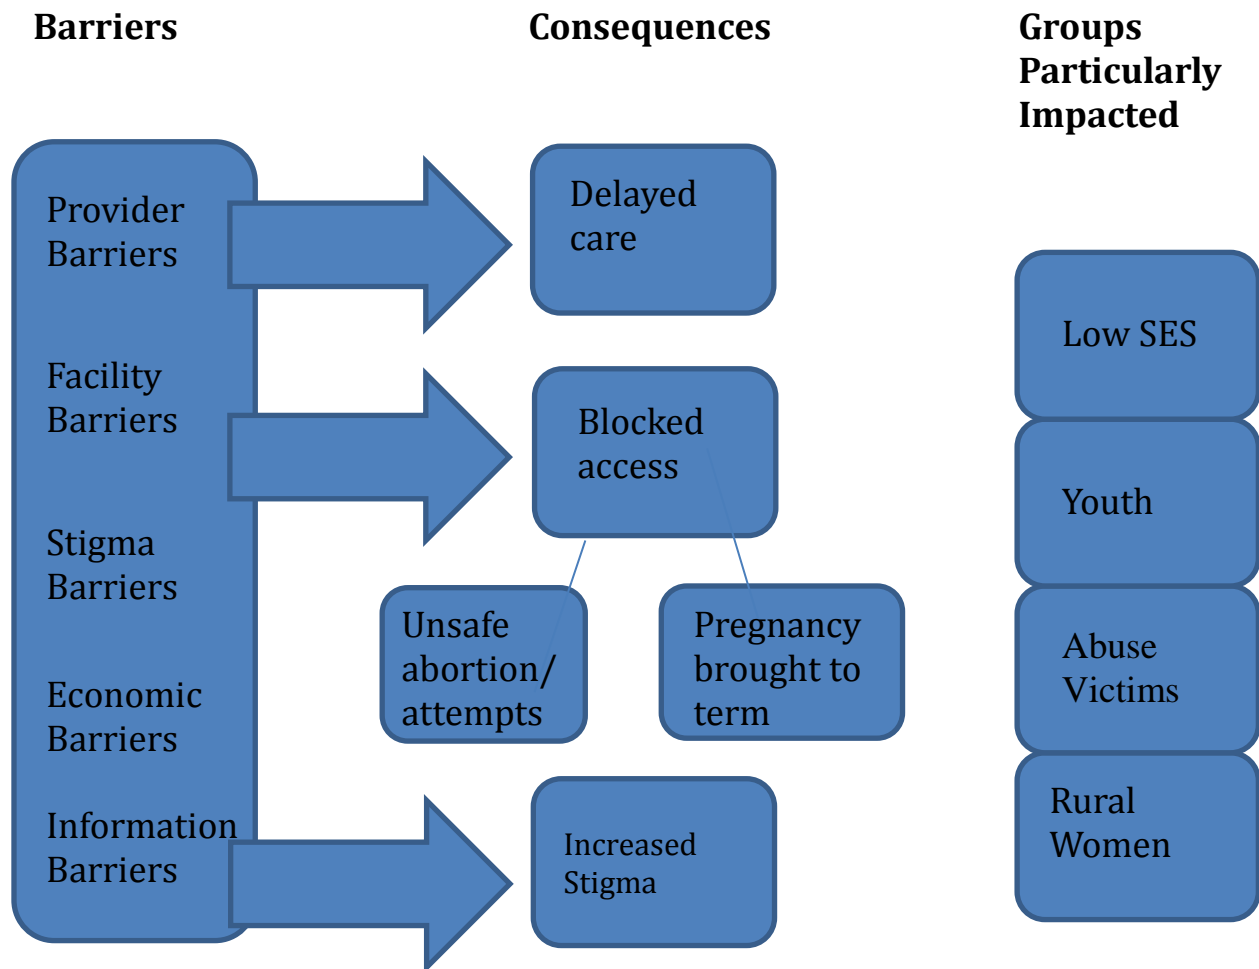 Barriers
Consequences
Groups
Particularly
Impacted
Provider
Barriers
Facility
Barriers
Stigma
Barriers
Economic
Barriers
Information
Barriers
Delayed
care
Blocked
access
Unsafe
abortion/
attempts
Pregnancy
brought to
term
Increased
Stigma
Low SES
Youth
Abuse
Victims
Rural
Women